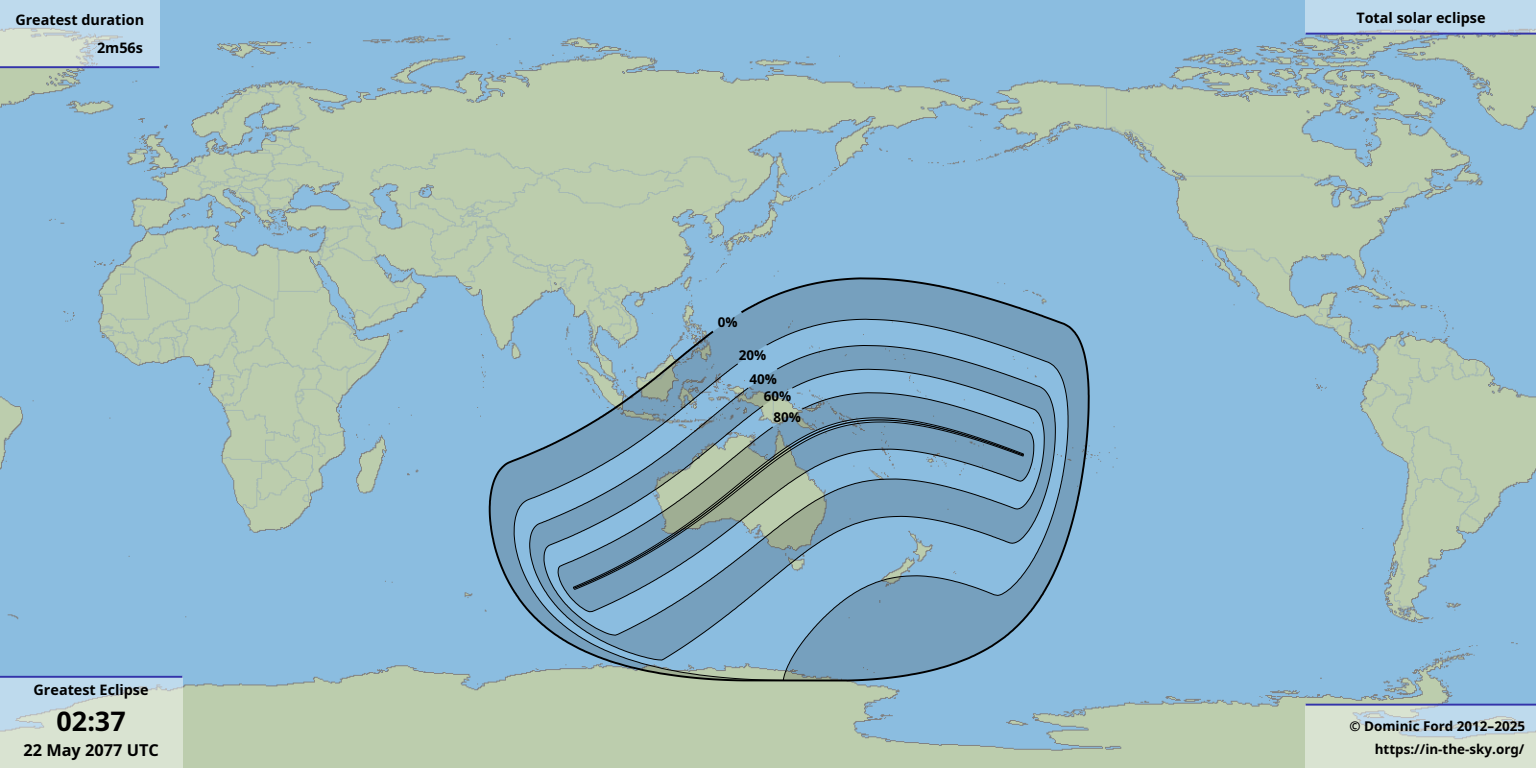 Greatest duration
2m56s
Total solar eclipse
0%
20%
40%
60%
80%
Greatest Eclipse
02:37
22 May 2077 UTC
© Dominic Ford 2012–2025
https://in-the-sky.org/